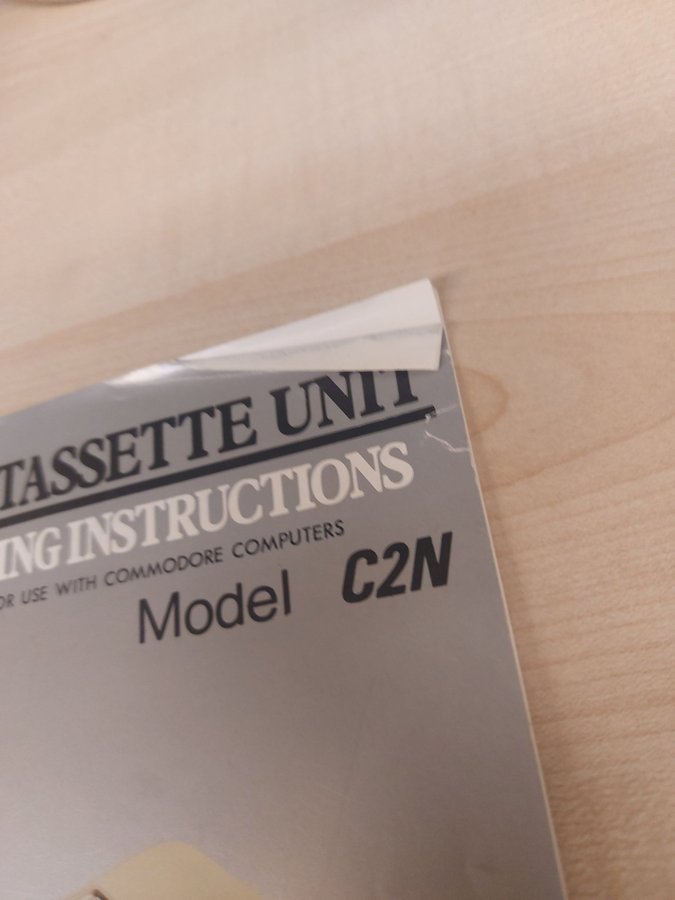 TASSETTE UNIT
ING INSTRUCTIONS
OR USE WITH COMMODORE COMPUTERS
Model C2N